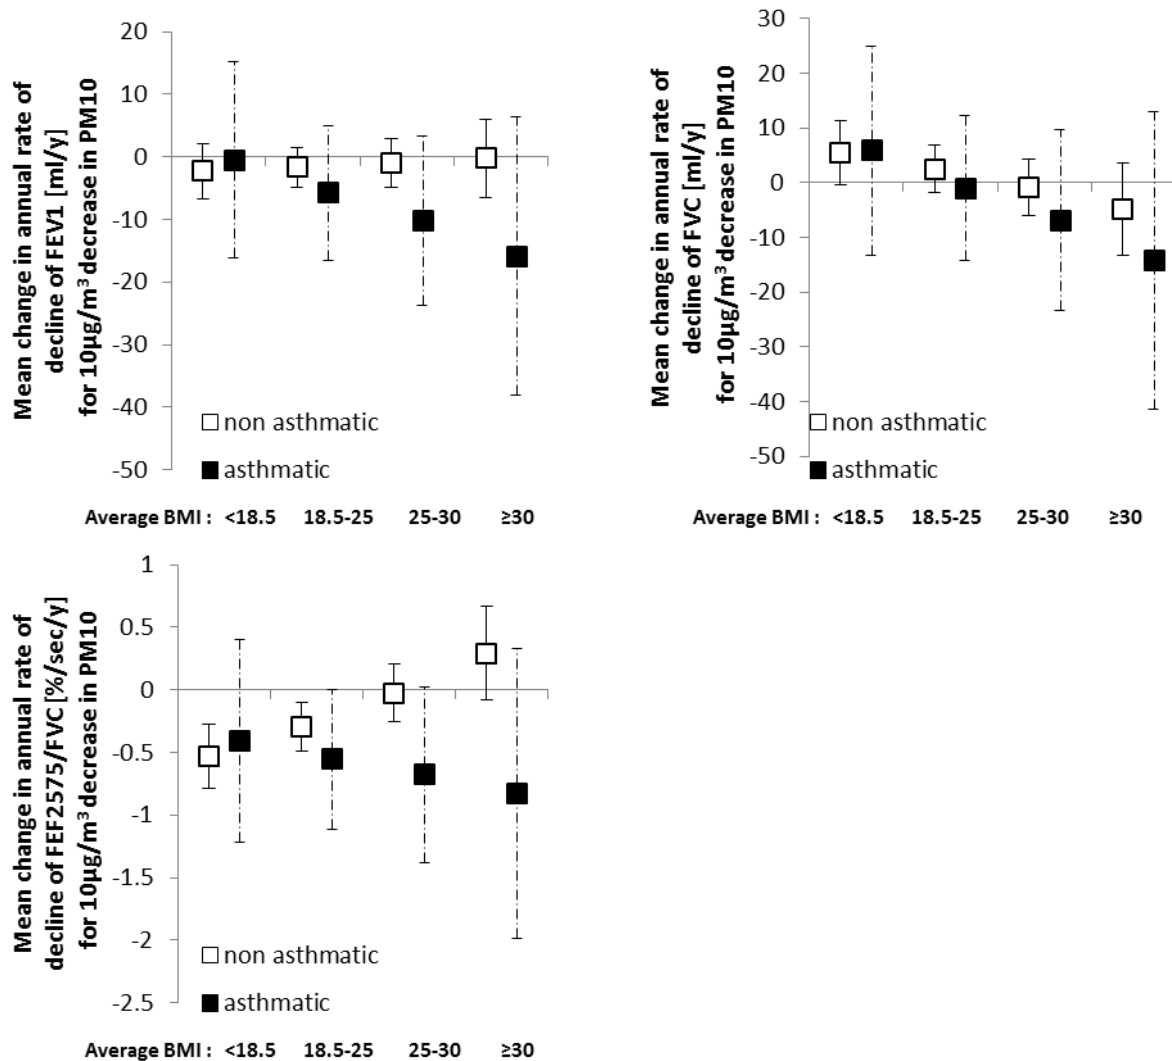 Mean change in annual rate of
decline of FEV1 [ml/y]
for 10µg/m³ decrease in PM10
20
10
0
-10
-20
-30
-40
-50
non asthmatic
asthmatic
Average BMI : <18.5 18.5-25 25-30 ≥30
Mean change in annual rate of
decline of FVC [ml/y]
for 10µg/m³ decrease in PM10
30
20
10
0
-10
-20
-30
-40
-50
non asthmatic
asthmatic
Average BMI : <18.5 18.5-25 25-30 ≥30
Mean change in annual rate of
decline of FEF2575/FVC [%/sec/y]
for 10µg/m³ decrease in PM10
1
0.5
0
-0.5
-1
-1.5
-2
-2.5
non asthmatic
asthmatic
Average BMI : <18.5 18.5-25 25-30 ≥30